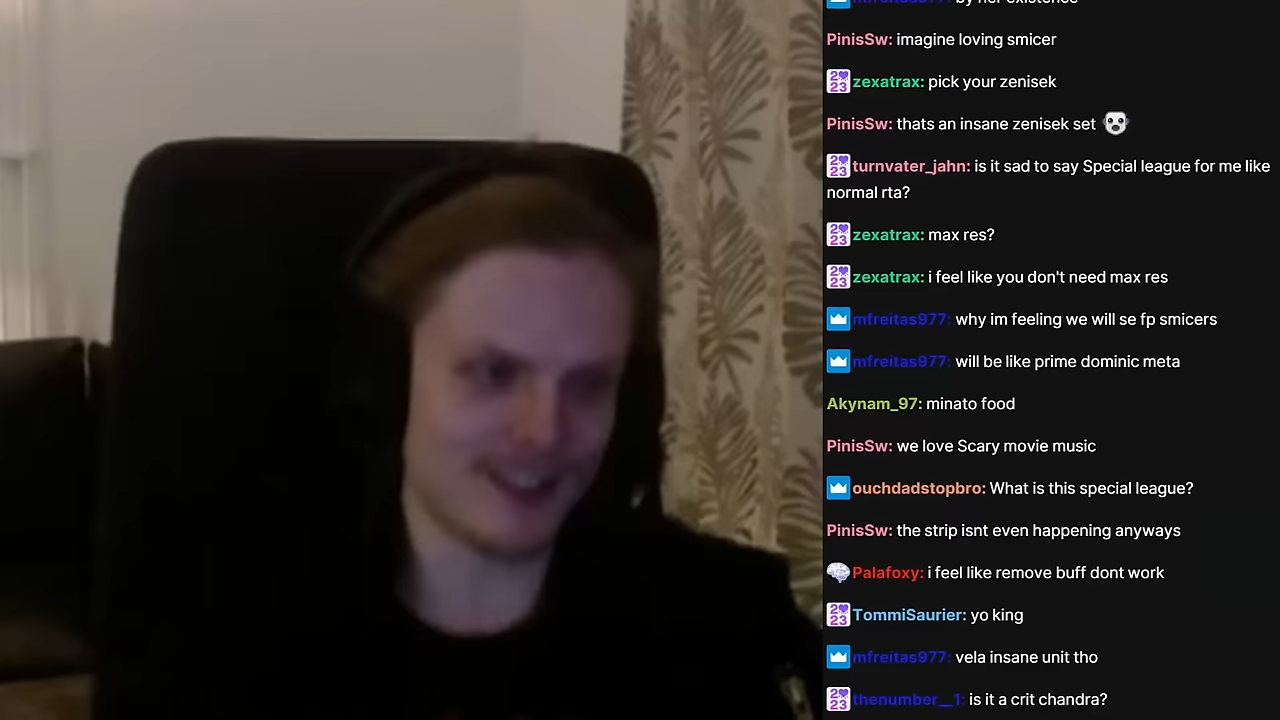 mfreitas977: by her existence
PinisSw: imagine loving smicer
zexatrax: pick your zenisek
PinisSw: thats an insane zenisek set
turnvater_jahn: is it sad to say Special league for me like
normal rta?
zexatrax: max res?
zexatrax: i feel like you don't need max res
mfreitas977: why im feeling we will se fp smicers
mfreitas977: will be like prime dominic meta
Akynam_97: minato food
PinisSw: we love Scary movie music
ouchdadstopbro: What is this special league?
PinisSw: the strip isnt even happening anyways
Palafoxy: i feel like remove buff dont work
TommiSaurier: yo king
mfreitas977: vela insane unit tho
thenumber__1: is it a crit chandra?